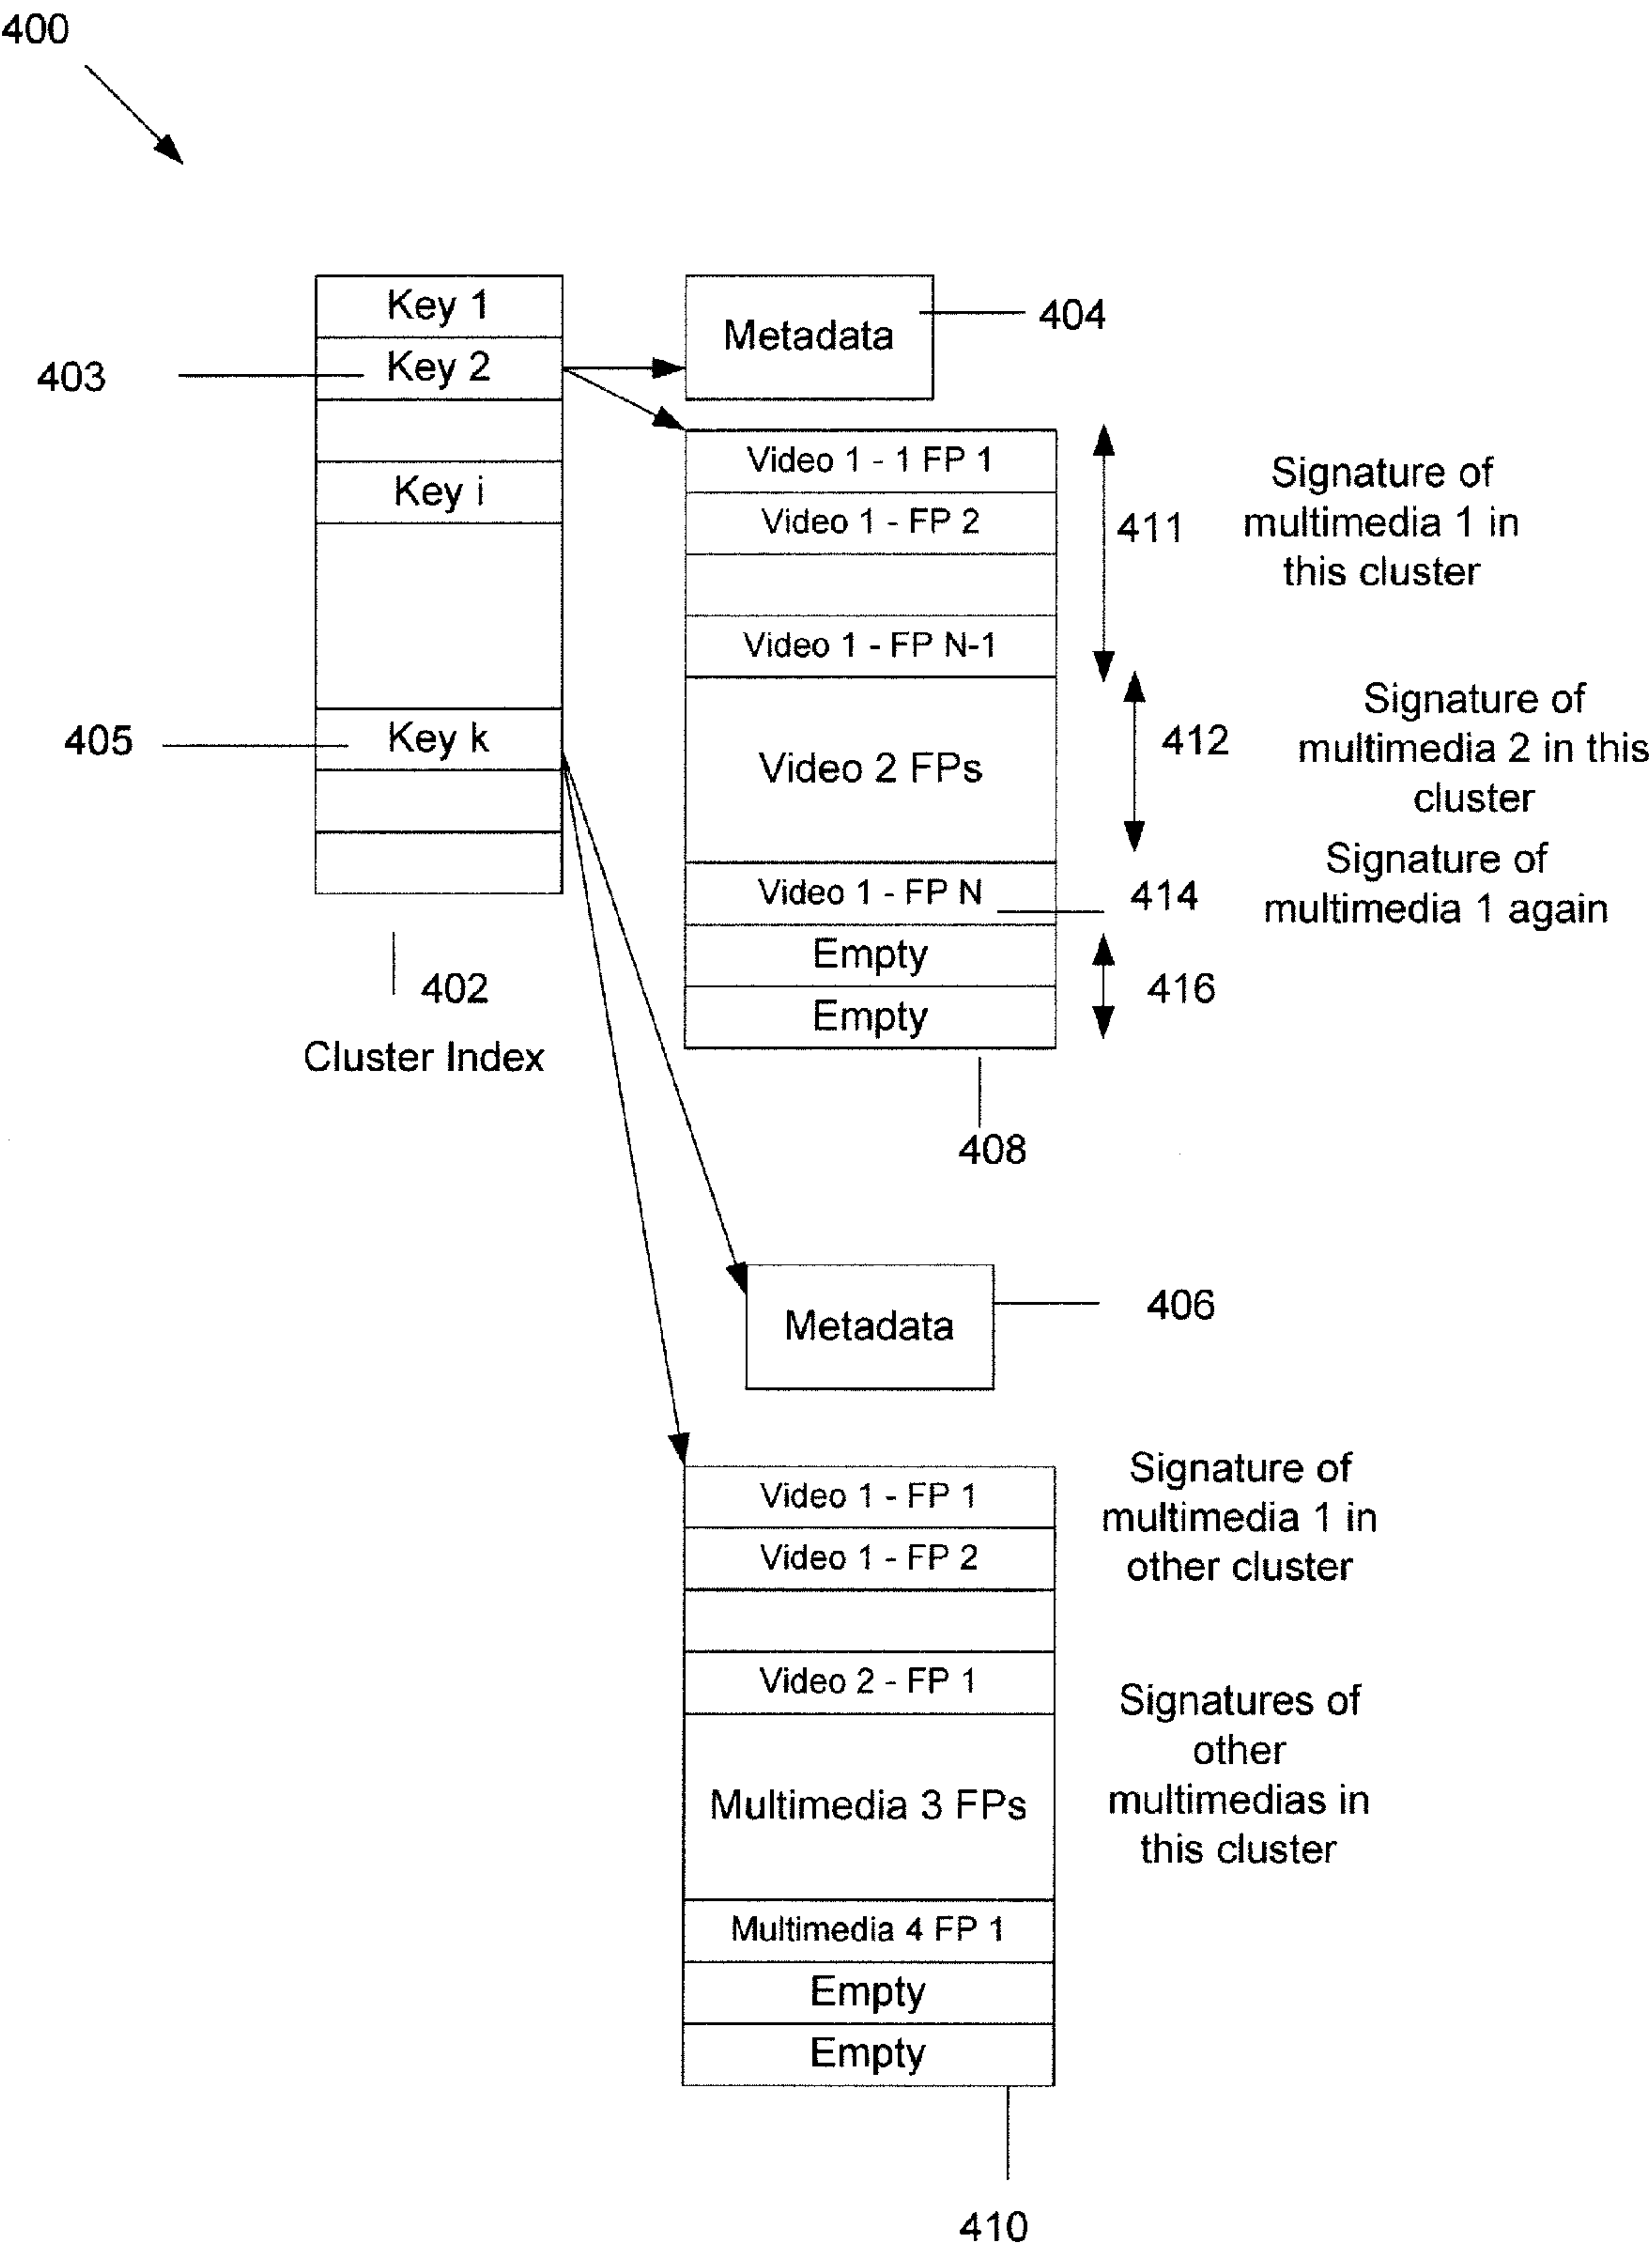 400
Key 1
403
Key 2
Key i
405
Key k
402
Cluster Index
Metadata
404
Video 1 - 1 FP 1
Video 1 - FP 2
Video 1 - FP N-1
411
Signature of
multimedia 1 in
this cluster
Video 2 FPs
412
Signature of
multimedia 2 in this
cluster
Video 1 - FP N
414
Signature of
multimedia 1 again
Empty
Empty
416
408
Metadata
406
Video 1 - FP 1
Video 1 - FP 2
Signature of
multimedia 1 in
other cluster
Video 2 - FP 1
Multimedia 3 FPs
Signatures of
other
multimedias in
this cluster
Multimedia 4 FP 1
Empty
Empty
410